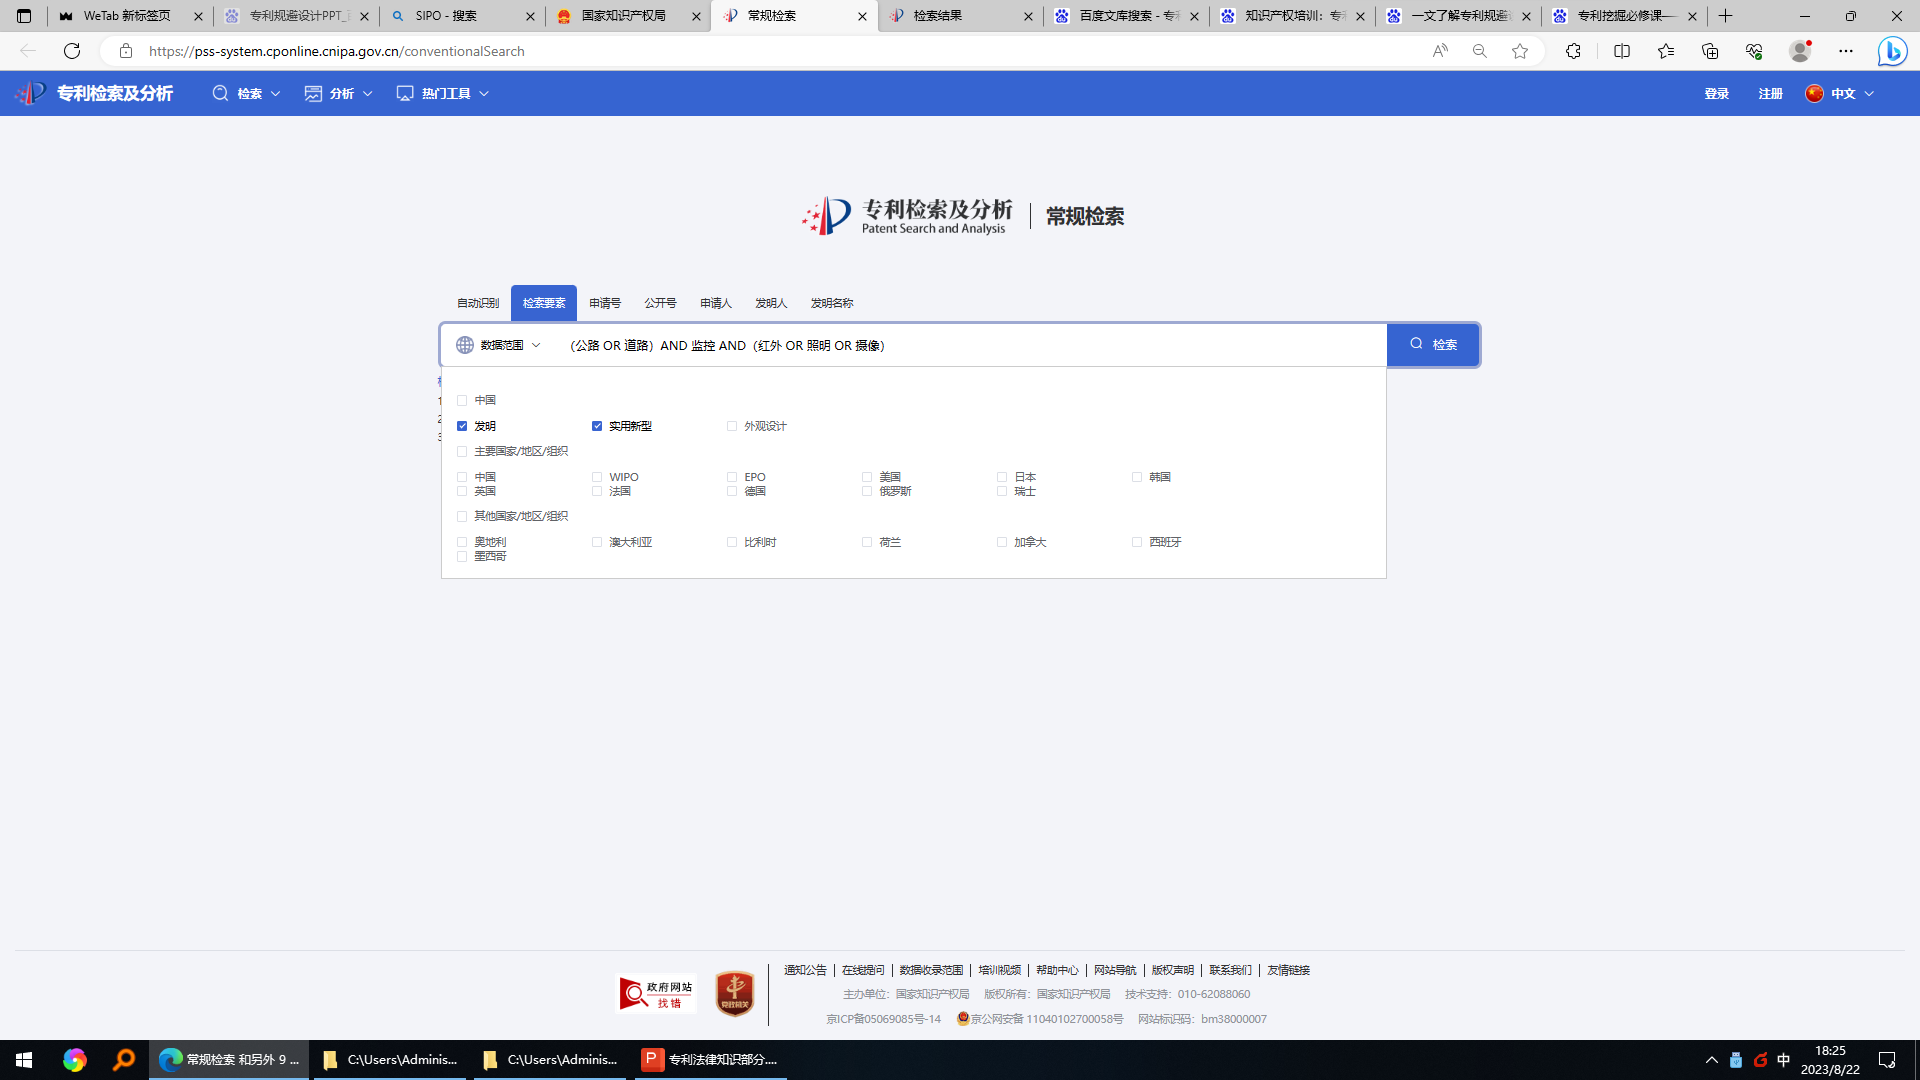 WeTab 新标签页
专利规避设计PPT_
SIPO - 搜索
国家知识产权局
常规检索
检索结果
百度文库搜索 - 专利
知识产权培训：专利
一文了解专利规避
专利挖掘必修课——
https://pss-system.cponline.cnipa.gov.cn/conventionalSearch
专利检索及分析 检索 分析 热门工具 登录 注册 中文
专利检索及分析
Patent Search and Analysis
常规检索
自动识别 检索要素 申请号 公开号 申请人 发明人 发明名称
数据范围 （公路 OR 道路）AND 监控 AND（红外 OR 照明 OR 摄像） 检索
中国
发明 实用新型 外观设计
主要国家/地区/组织
中国 WIPO EPO 美国 日本 韩国
英国 法国 德国 俄罗斯 瑞士
其他国家/地区/组织
奥地利 澳大利亚 比利时 荷兰 加拿大 西班牙
墨西哥
政府网站
找错
党政机关
通知公告 | 在线提问 | 数据收录范围 | 培训视频 | 帮助中心 | 网站导航 | 版权声明 | 联系我们 | 友情链接
主办单位：国家知识产权局 版权所有：国家知识产权局 技术支持：010-62088060
京ICP备05069085号-14 京公网安备 11040102700058号 网站标识码：bm38000007
常规检索 和另外 9 ...
C:\Users\Adminis...
C:\Users\Adminis...
专利法律知识部分....
中
18:25
2023/8/22